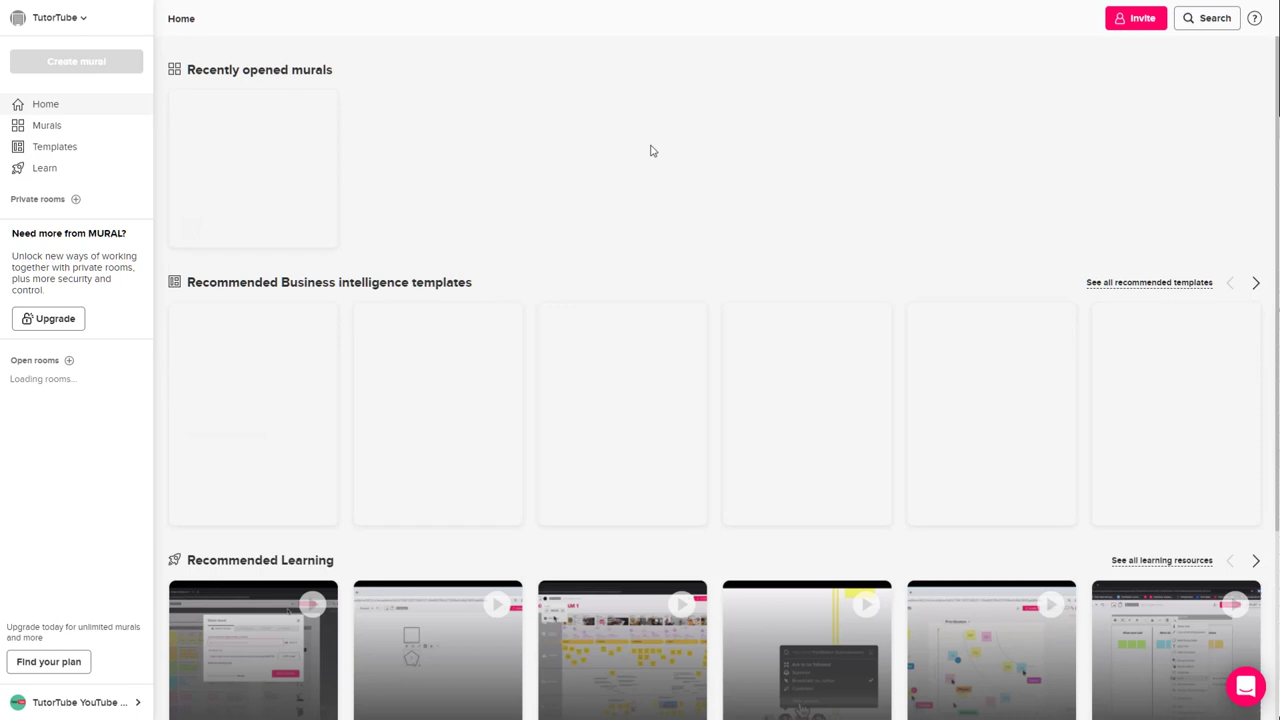 TutorTube
Home
Invite
Search
?
Create mural
Home
Murals
Templates
Learn
Private rooms
Need more from MURAL?
Unlock new ways of working
together with private rooms,
plus more security and
control.
Upgrade
Open rooms
Loading rooms...
Upgrade today for unlimited murals
and more
Find your plan
TutorTube YouTube ...
Recently opened murals
Recommended Business intelligence templates
See all recommended templates
Recommended Learning
See all learning resources